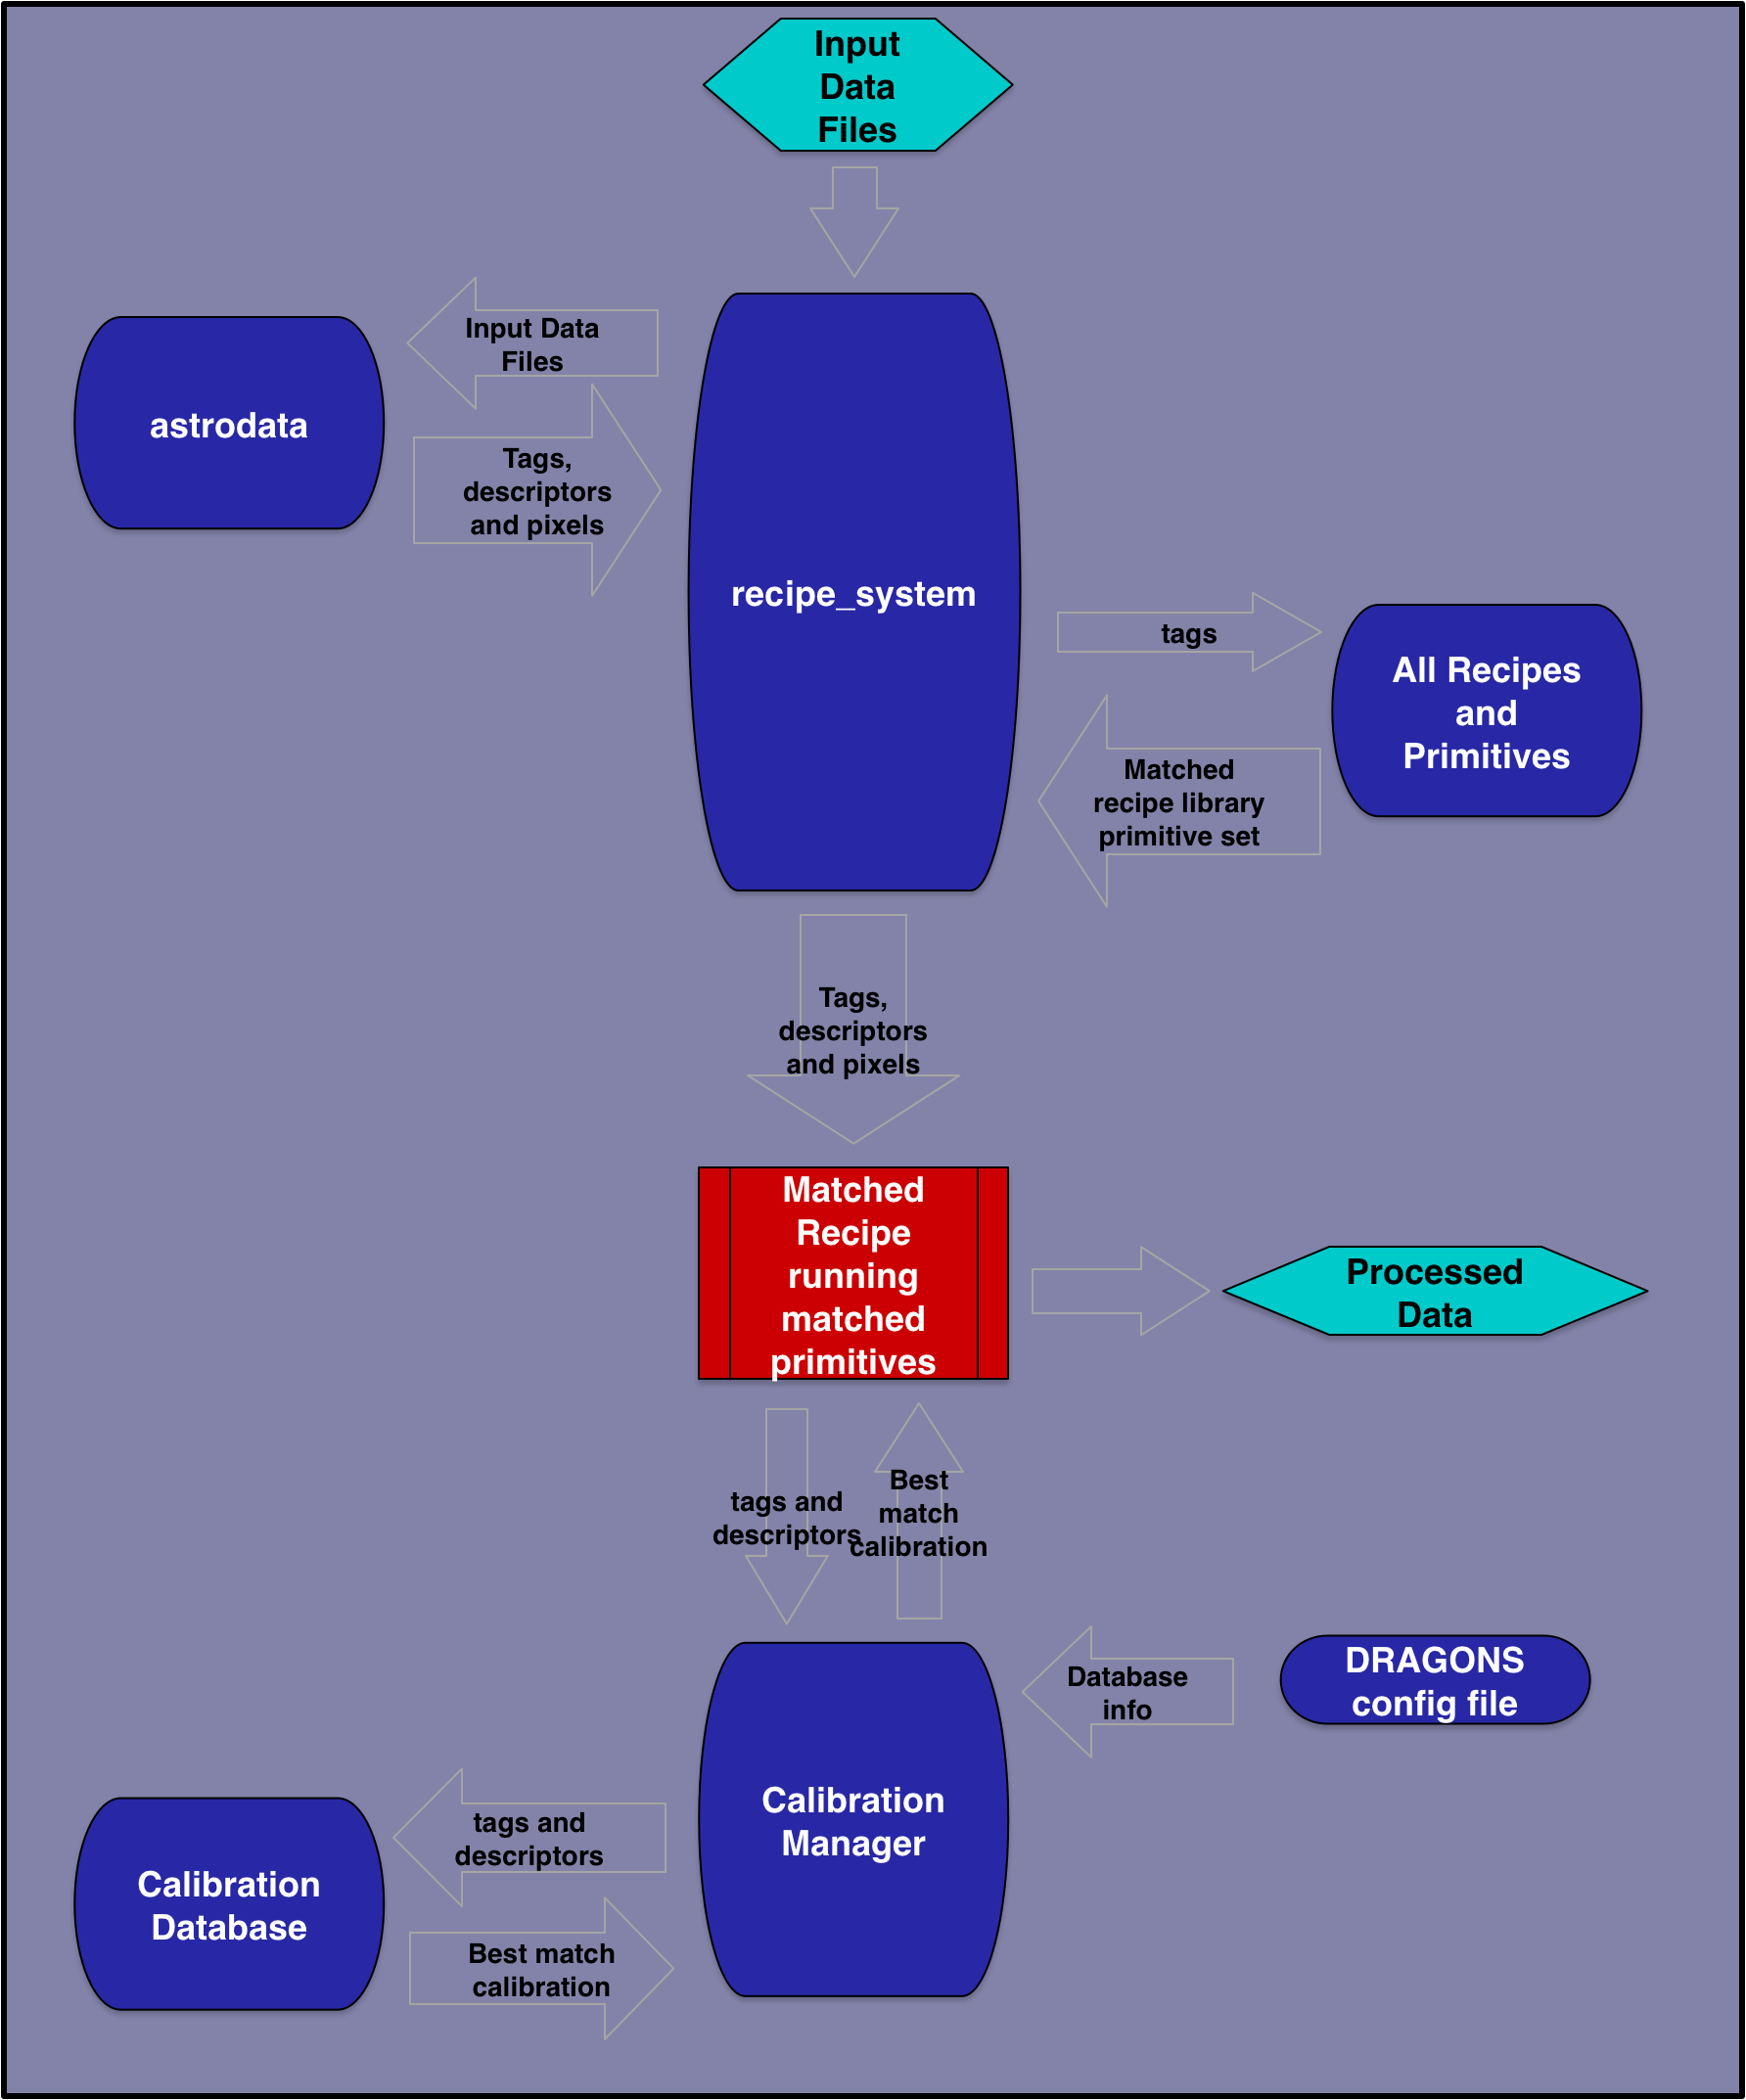 Input
Data
Files
Input Data
Files
astrodata
Tags,
descriptors
and pixels
recipe_system
tags
All Recipes
and
Primitives
Matched
recipe library
primitive set
Tags,
descriptors
and pixels
Matched
Recipe
running
matched
primitives
Processed
Data
tags and
descriptors
Best
match
calibration
DRAGONS
config file
Database
info
Calibration
Manager
tags and
descriptors
Calibration
Database
Best match
calibration